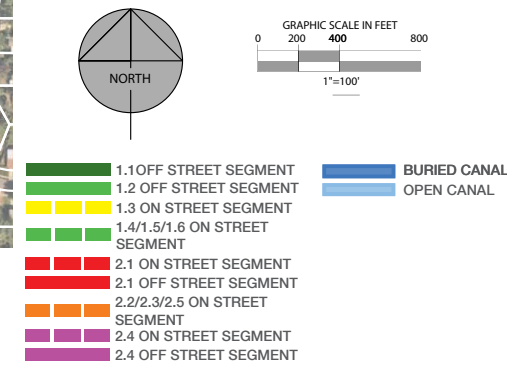 GRAPHIC SCALE IN FEET
0 200 400 800
NORTH
1"=100'
1.1OFF STREET SEGMENT
1.2 OFF STREET SEGMENT
1.3 ON STREET SEGMENT
1.4/1.5/1.6 ON STREET
SEGMENT
2.1 ON STREET SEGMENT
2.1 OFF STREET SEGMENT
2.2/2.3/2.5 ON STREET
SEGMENT
2.4 ON STREET SEGMENT
2.4 OFF STREET SEGMENT
BURIED CANAL
OPEN CANAL